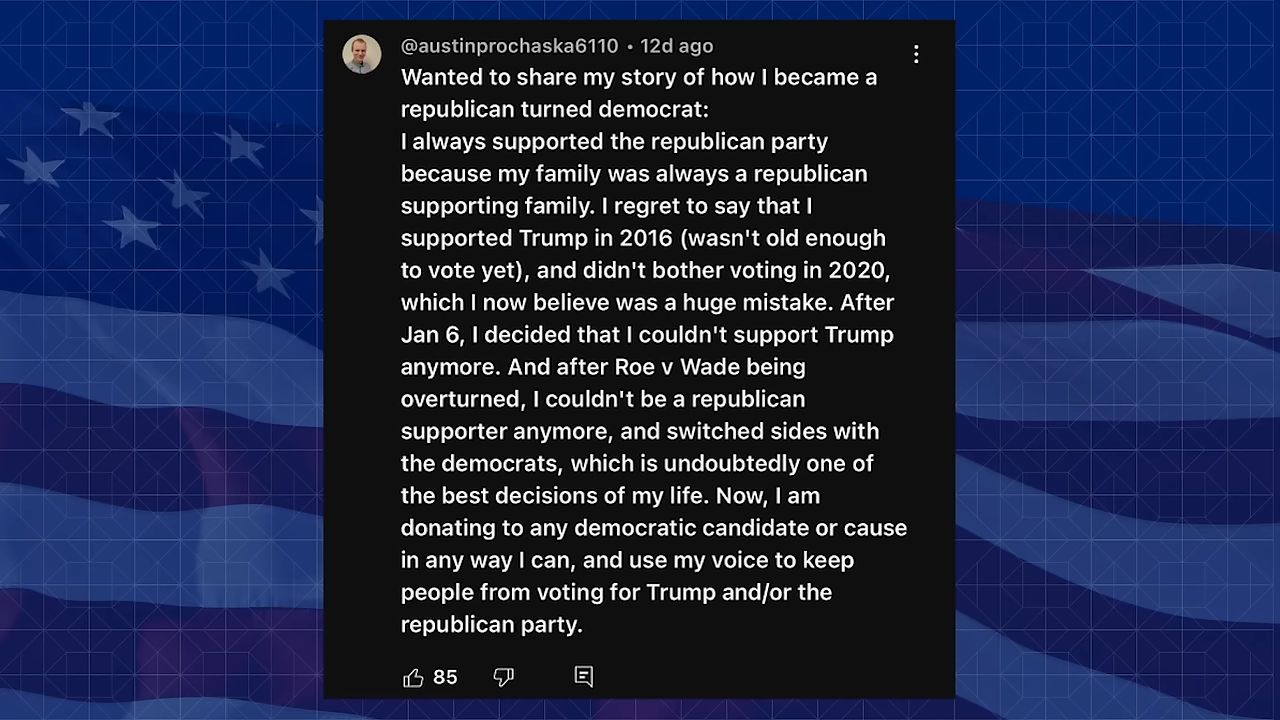 @austinprochaska6110 • 12d ago
Wanted to share my story of how I became a
republican turned democrat:
I always supported the republican party
because my family was always a republican
supporting family. I regret to say that I
supported Trump in 2016 (wasn't old enough
to vote yet), and didn't bother voting in 2020,
which I now believe was a huge mistake. After
Jan 6, I decided that I couldn't support Trump
anymore. And after Roe v Wade being
overturned, I couldn't be a republican
supporter anymore, and switched sides with
the democrats, which is undoubtedly one of
the best decisions of my life. Now, I am
donating to any democratic candidate or cause
in any way I can, and use my voice to keep
people from voting for Trump and/or the
republican party.
85